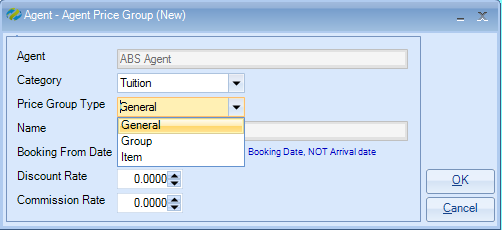 Agent - Agent Price Group (New)
Agent ABS Agent
Category Tuition
Price Group Type General
General
Name
Group
Booking From Date Booking Date, NOT Arrival date
Item
Discount Rate 0.0000
OK
Commission Rate 0.0000
Cancel